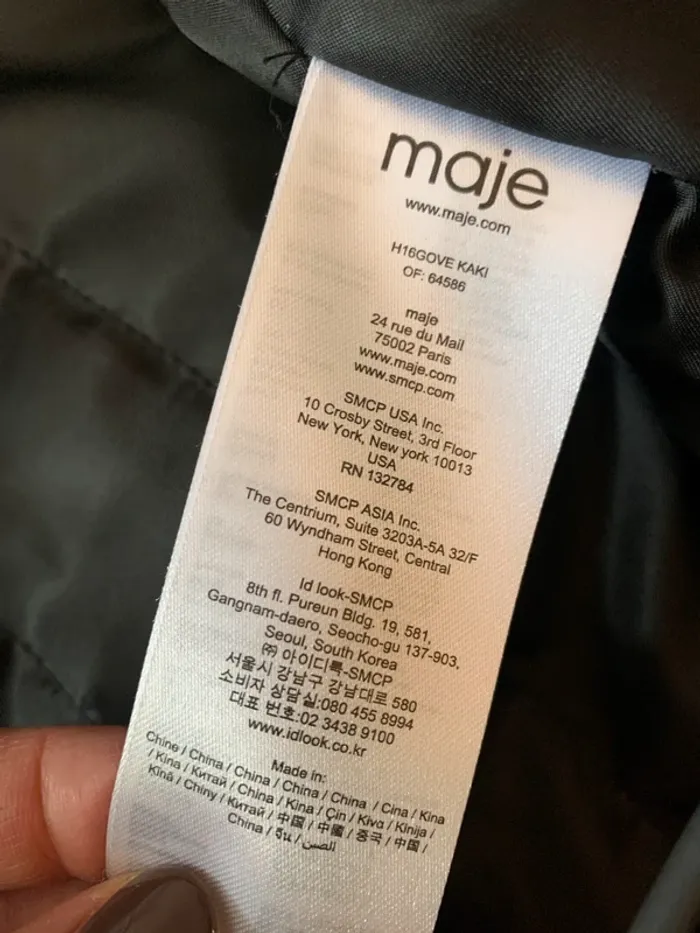 maje
www.maje.com
H16GOVE KAKI
OF: 64586
maje
24 rue du Mail
75002 Paris
www.maje.com
www.smcp.com
SMCP USA Inc.
10 Crosby Street, 3rd Floor
New York, New york 10013
USA
RN 132784
SMCP ASIA Inc.
The Centrium, Suite 3203A-5A 32/F
60 Wyndham Street, Central
Hong Kong
Id look-SMCP
8th fl. Pureun Bldg. 19, 581,
Gangnam-daero, Seocho-gu 137-903,
Seoul, South Korea
㈜ 아이디룩-SMCP
서울시 강남구 강남대로 580
소비자 상담실:080 455 8994
대표 번호:02 3438 9100
www.idlook.co.kr
Made in:
Chine / China / China / China / China / Cina / Kina
/ Kina / Китай / China / Kina / Çin / Κίνα / Kinija /
Kīnā / Chiny / Китай / 中国 / 中國 / 중국 / 中国 /
China / จีน / الصين